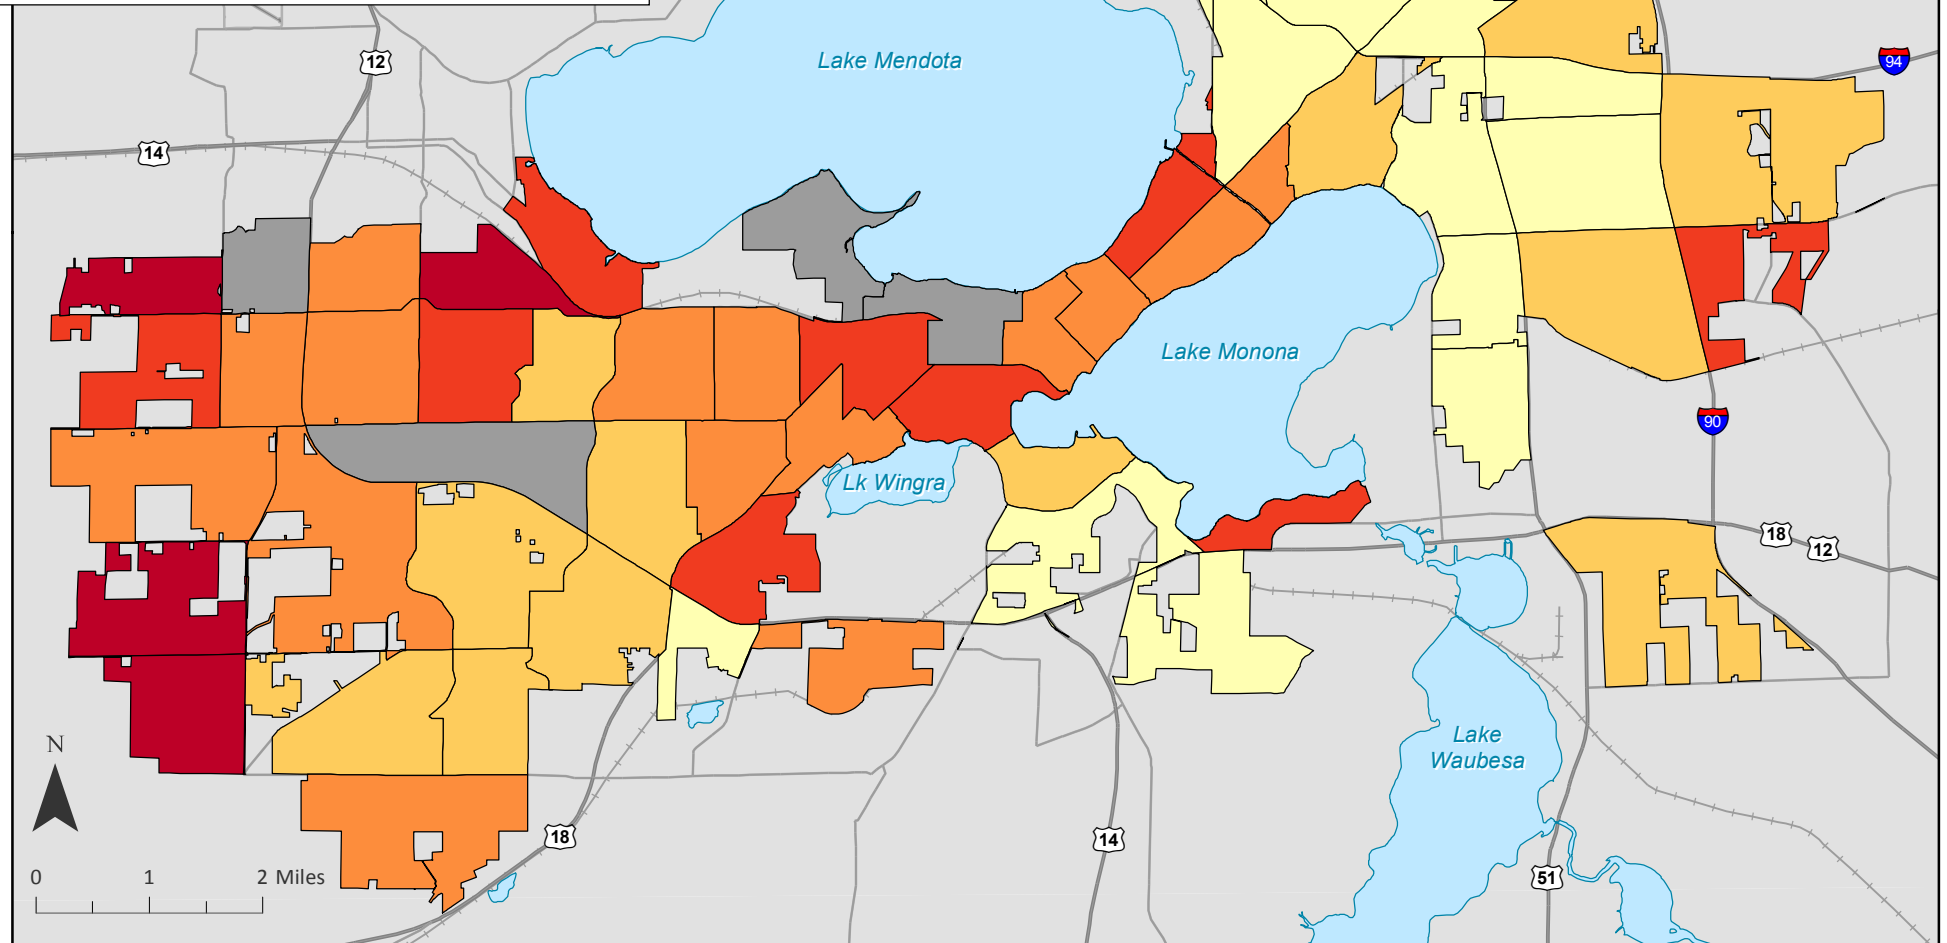 Lake Mendota
12
94
14
Lake Monona
90
Lk Wingra
18
12
N
Lake
Waubesa
18
14
51
0 1 2 Miles